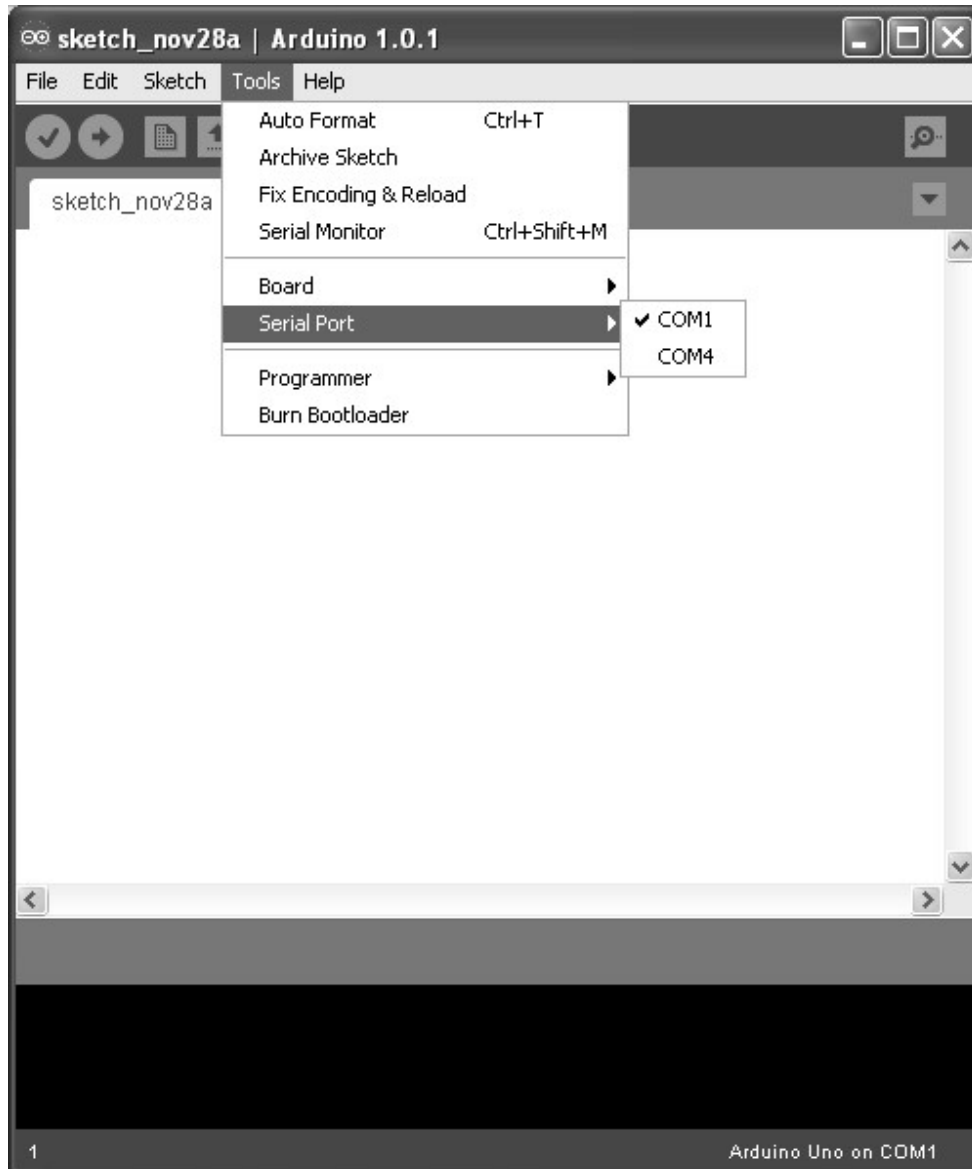 sketch_nov28a | Arduino 1.0.1
File Edit Sketch Tools Help
sketch_nov28a
Auto Format Ctrl+T
Archive Sketch
Fix Encoding & Reload
Serial Monitor Ctrl+Shift+M
Board
Serial Port
COM1
COM4
Programmer
Burn Bootloader
1 Arduino Uno on COM1